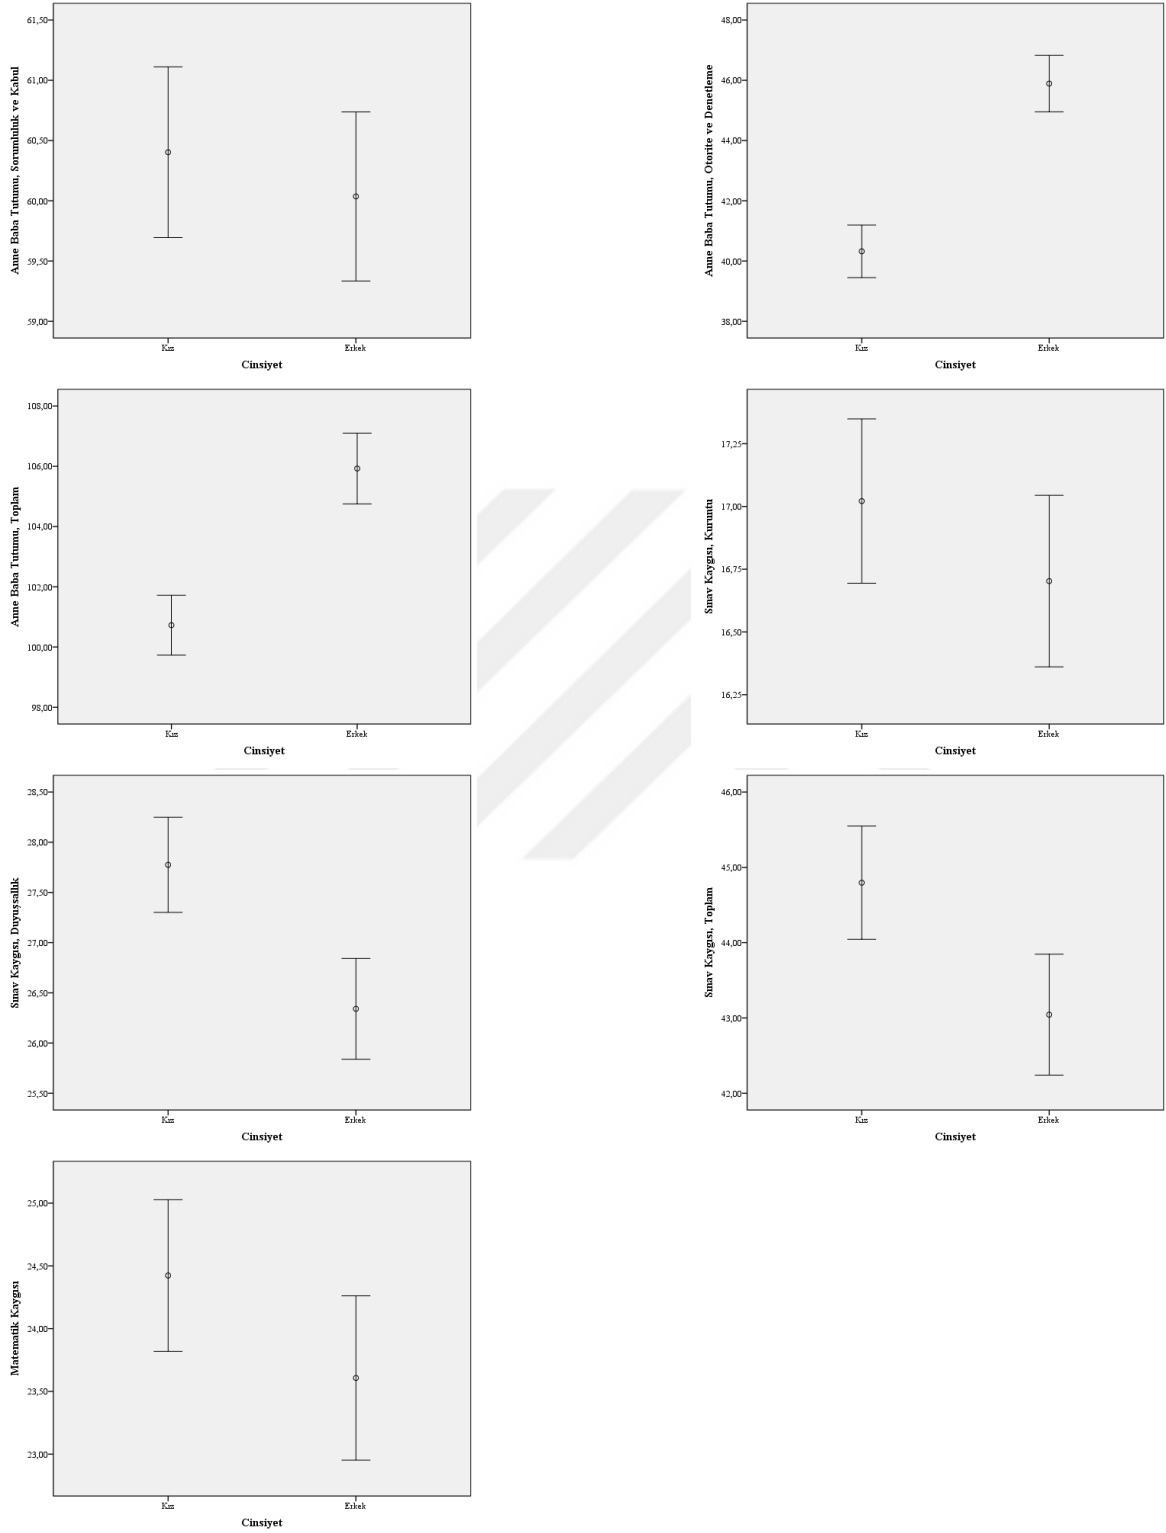 Anne Baba Tutumu, Sorumluluk ve Kabul
61,50
61,00
60,50
60,00
59,50
59,00
Kız
Erkek
Cinsiyet
Anne Baba Tutumu, Otorite ve Denetleme
48,00
46,00
44,00
42,00
40,00
38,00
Kız
Erkek
Cinsiyet
Anne Baba Tutumu, Toplam
108,00
106,00
104,00
102,00
100,00
98,00
Kız
Erkek
Cinsiyet
Sınav Kaygısı, Kuruntu
17,25
17,00
16,75
16,50
16,25
Kız
Erkek
Cinsiyet
Sınav Kaygısı, Duyuşsallık
28,50
28,00
27,50
27,00
26,50
26,00
25,50
Kız
Erkek
Cinsiyet
Sınav Kaygısı, Toplam
46,00
45,00
44,00
43,00
42,00
Kız
Erkek
Cinsiyet
Matematik Kaygısı
25,00
24,50
24,00
23,50
23,00
Kız
Erkek
Cinsiyet